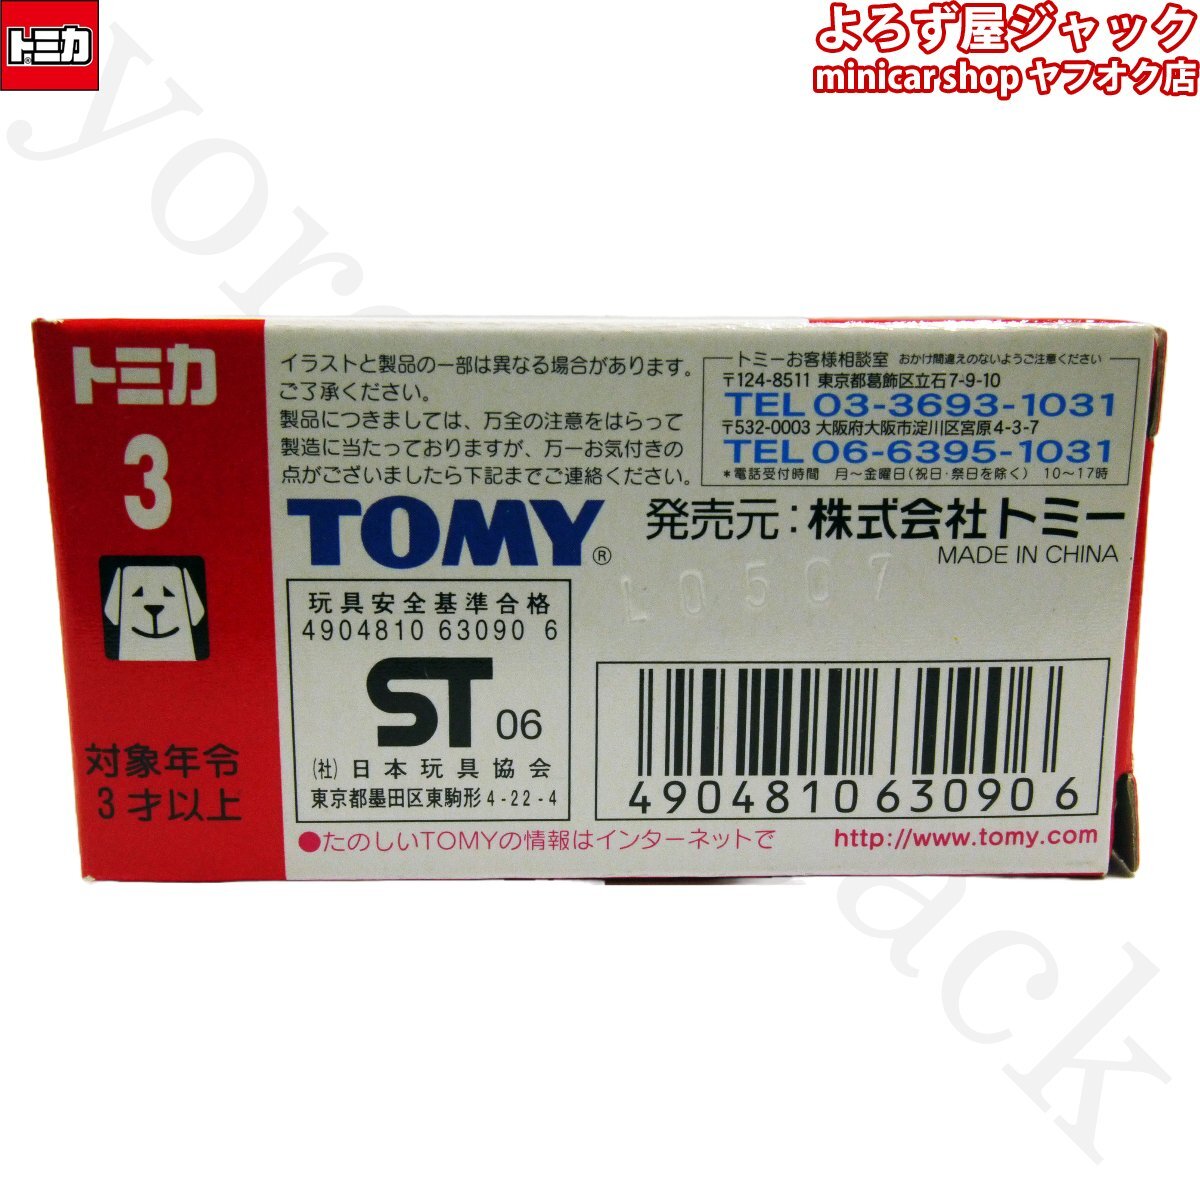 トミカ
よろず屋ジャック
minicar shop ヤフオク店
トミカ
3
対象年令
3才以上
イラストと製品の一部は異なる場合があります。
ご了承ください。
製品につきましては、万全の注意をはらって
製造に当たっておりますが、万一お気付きの
点がございましたら下記までご連絡ください。
トミーお客様相談室 おかけ間違えのないようご注意ください
〒124-8511 東京都葛飾区立石7-9-10
TEL 03-3693-1031
〒532-0003 大阪府大阪市淀川区宮原4-3-7
TEL 06-6395-1031
*電話受付時間 月〜金曜日(祝日・祭日を除く) 10〜17時
TOMY®
発売元:株式会社トミー
MADE IN CHINA
L0507
玩具安全基準合格
4904810 63090 6
ST 06
(社)日本玩具協会
東京都墨田区東駒形4-22-4
4904810630906
●たのしいTOMYの情報はインターネットで http://www.tomy.com